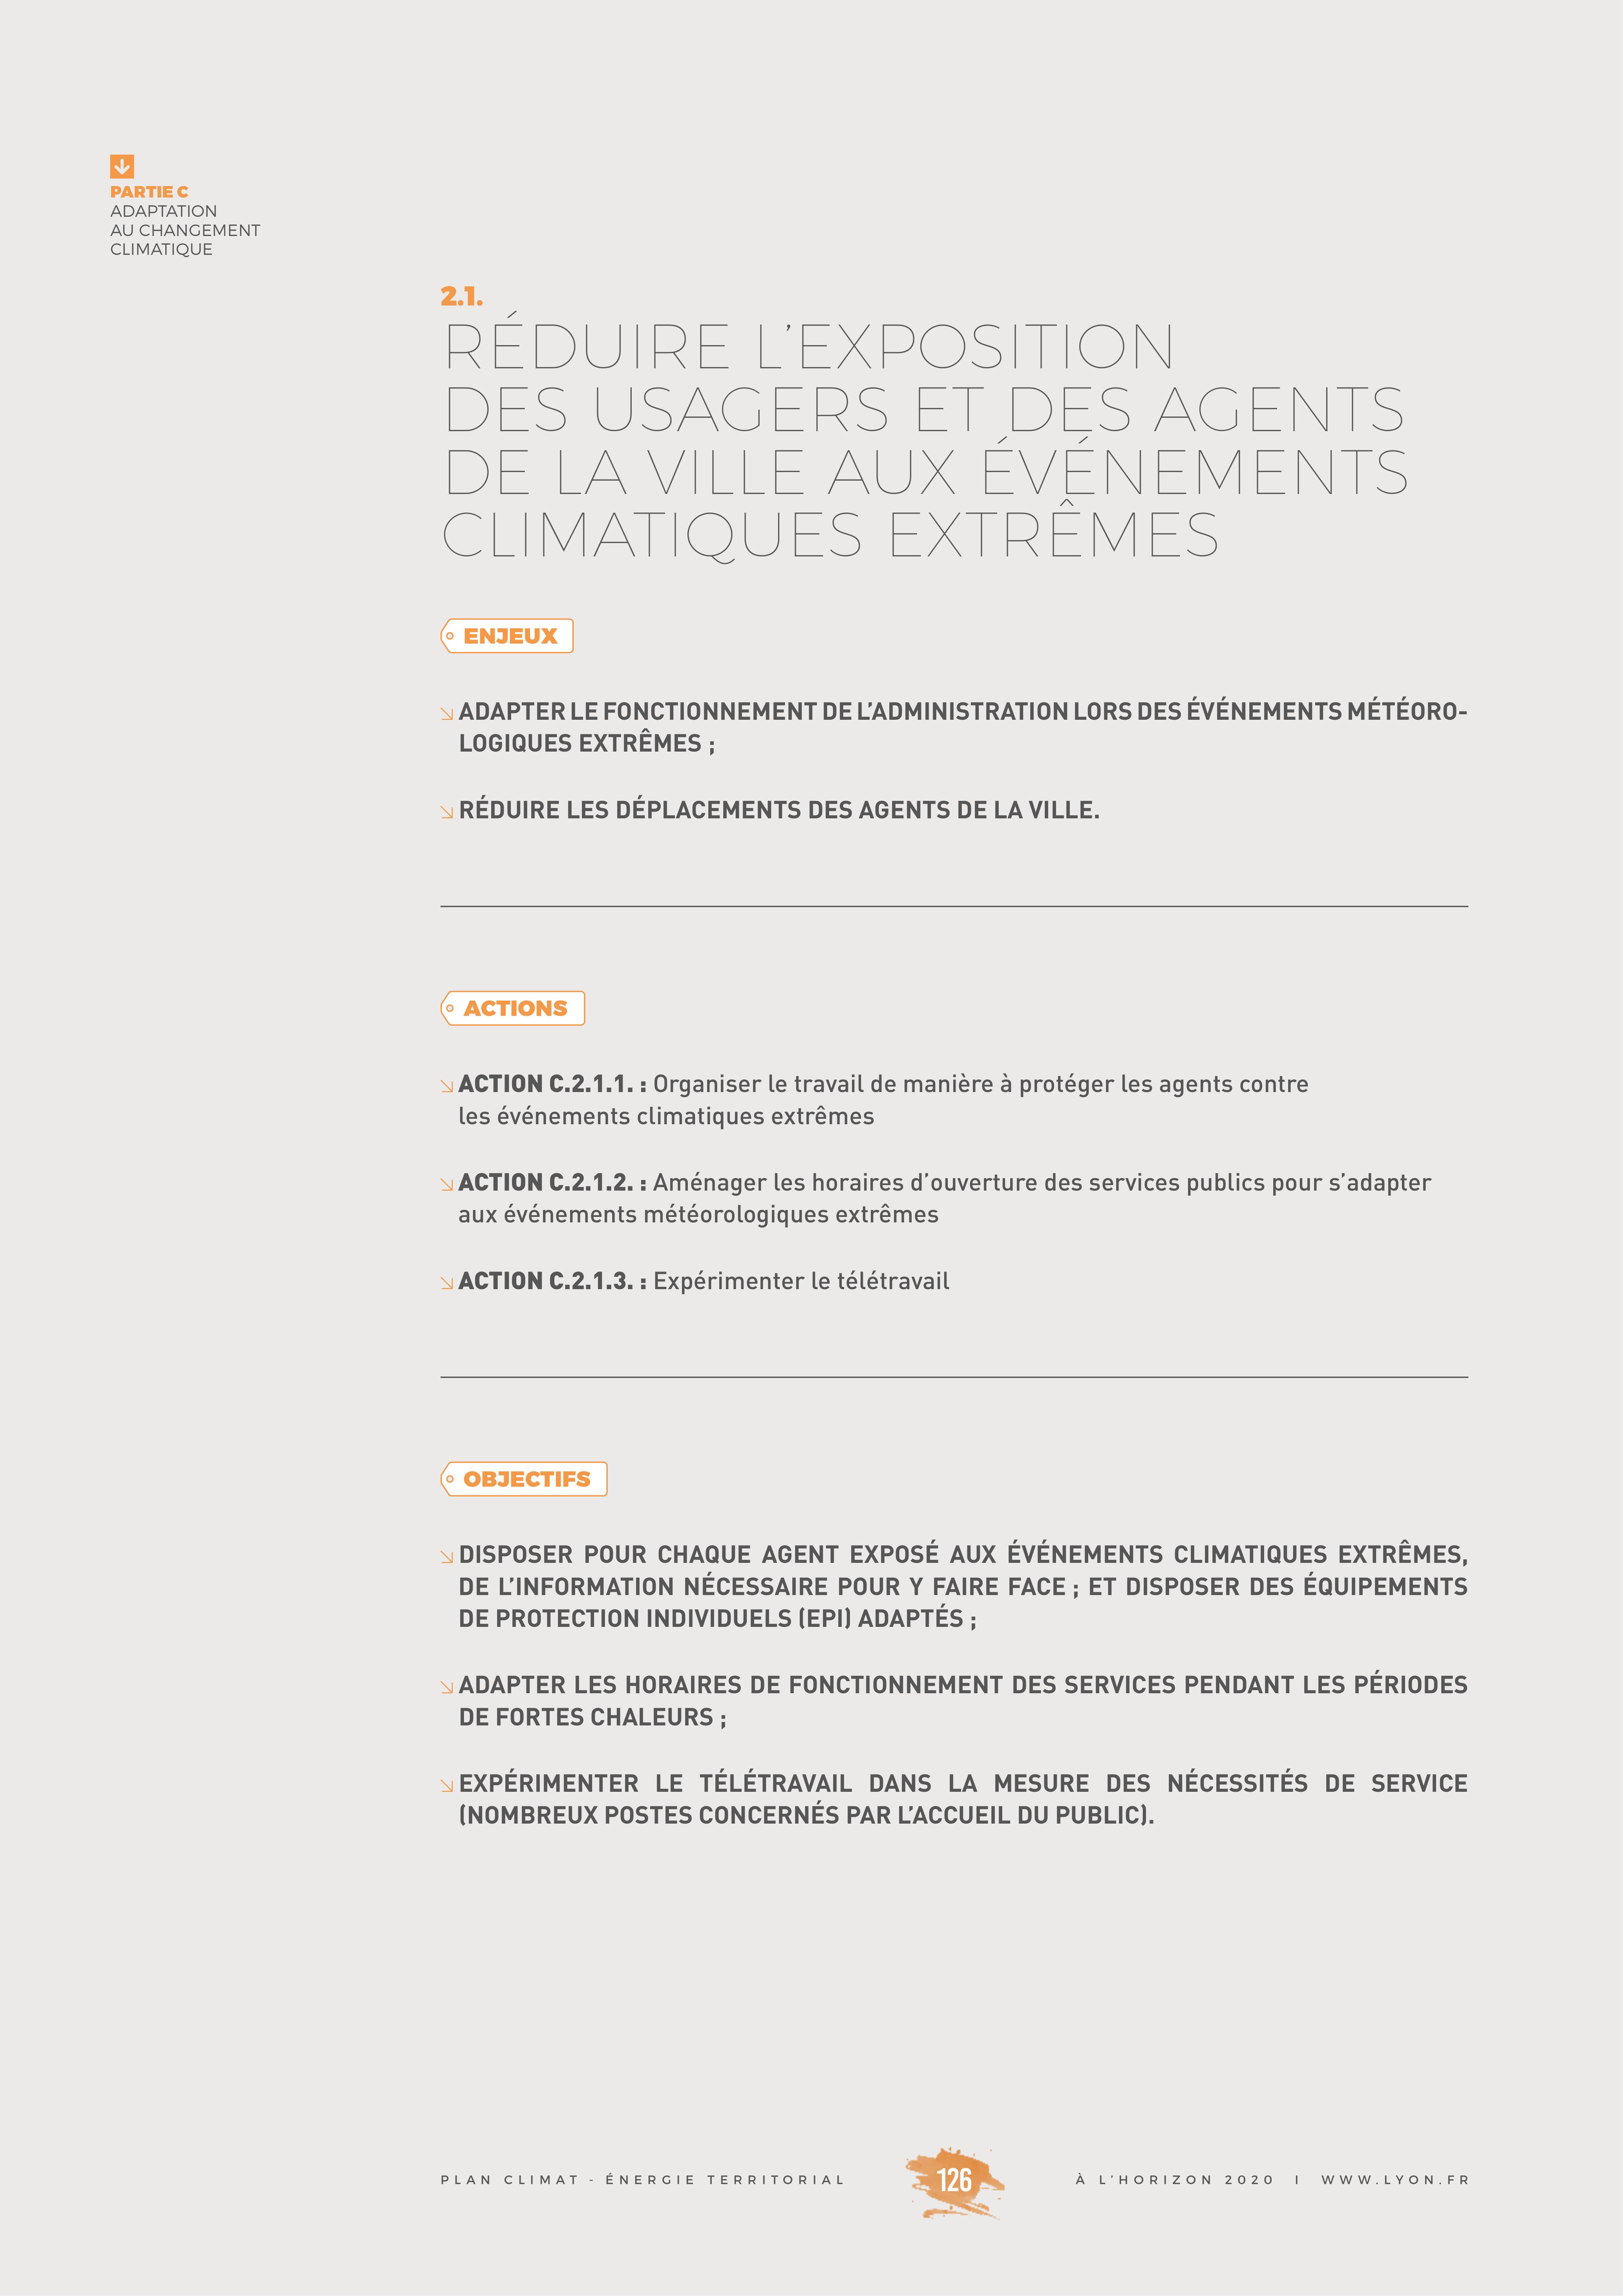 PARTIE C
ADAPTATION
AU CHANGEMENT
CLIMATIQUE
2.1.
RÉDUIRE L’EXPOSITION
DES USAGERS ET DES AGENTS
DE LA VILLE AUX ÉVÉNEMENTS
CLIMATIQUES EXTRÊMES
ENJEUX
ADAPTER LE FONCTIONNEMENT DE L’ADMINISTRATION LORS DES ÉVÉNEMENTS MÉTÉORO-
LOGIQUES EXTRÊMES ;
RÉDUIRE LES DÉPLACEMENTS DES AGENTS DE LA VILLE.
ACTIONS
ACTION C.2.1.1. : Organiser le travail de manière à protéger les agents contre
les événements climatiques extrêmes
ACTION C.2.1.2. : Aménager les horaires d’ouverture des services publics pour s’adapter
aux événements météorologiques extrêmes
ACTION C.2.1.3. : Expérimenter le télétravail
OBJECTIFS
DISPOSER POUR CHAQUE AGENT EXPOSÉ AUX ÉVÉNEMENTS CLIMATIQUES EXTRÊMES,
DE L’INFORMATION NÉCESSAIRE POUR Y FAIRE FACE ; ET DISPOSER DES ÉQUIPEMENTS
DE PROTECTION INDIVIDUELS (EPI) ADAPTÉS ;
ADAPTER LES HORAIRES DE FONCTIONNEMENT DES SERVICES PENDANT LES PÉRIODES
DE FORTES CHALEURS ;
EXPÉRIMENTER LE TÉLÉTRAVAIL DANS LA MESURE DES NÉCESSITÉS DE SERVICE
(NOMBREUX POSTES CONCERNÉS PAR L’ACCUEIL DU PUBLIC).
PLAN CLIMAT - ÉNERGIE TERRITORIAL 126 À L’HORIZON 2020 I WWW.LYON.FR